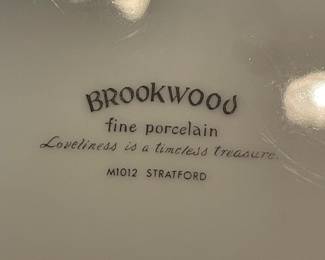 BROOKWOOD
fine porcelain
Loveliness is a timeless treasure.
M1012 STRATFORD